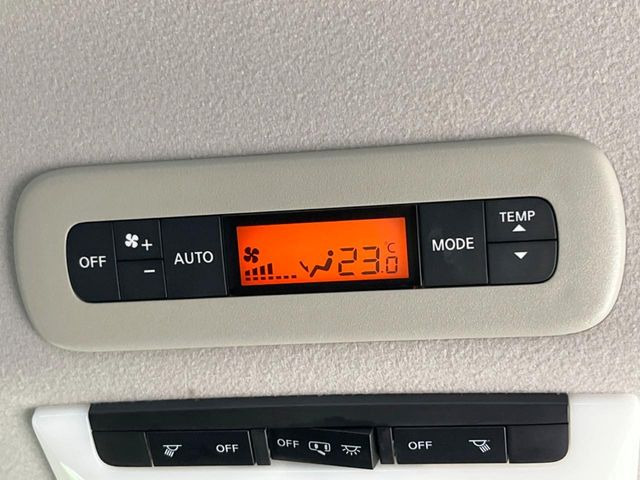 OFF + - AUTO 23.0 °C MODE TEMP
OFF OFF OFF